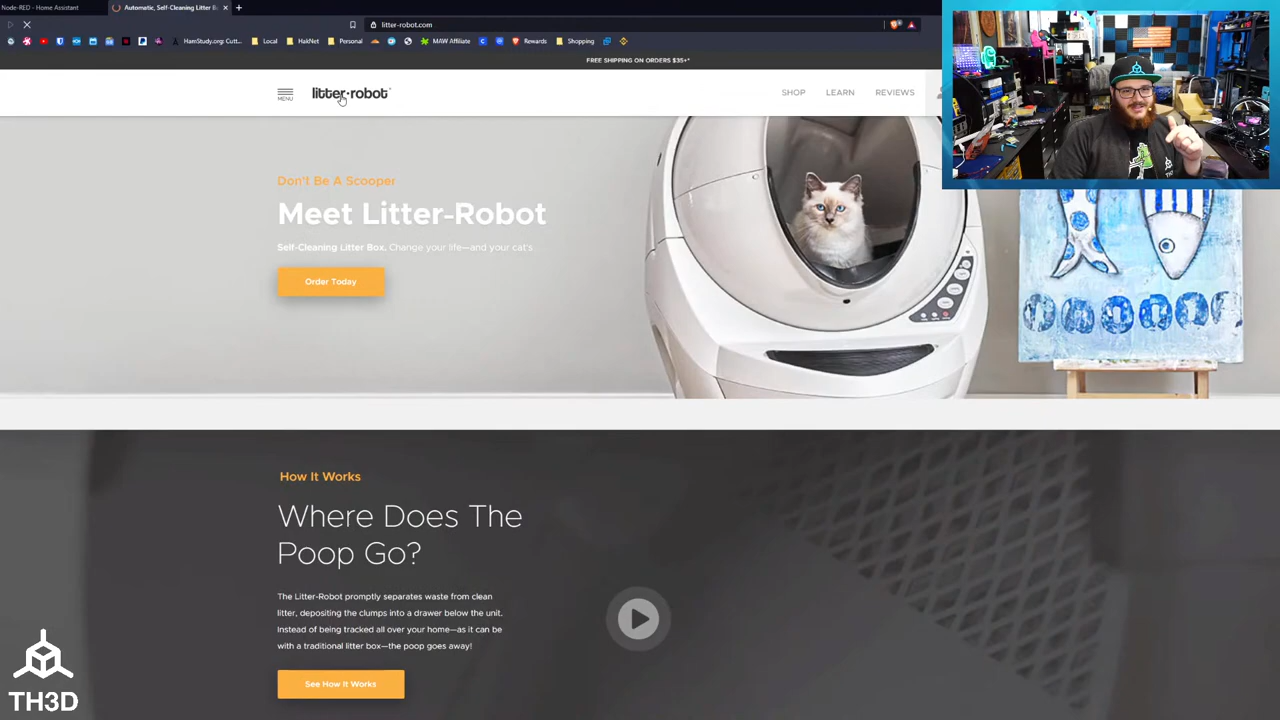 Node-RED - Home Assistant
Automatic, Self-Cleaning Litter B
litter-robot.com
HamStudy.org: Cutt...
Local
HakNet
Personal
MAW Affiliate
Rewards
Shopping
FREE SHIPPING ON ORDERS $35+*
MENU
litter-robot
SHOP
LEARN
REVIEWS
Don't Be A Scooper
Meet Litter-Robot
Self-Cleaning Litter Box. Change your life—and your cat's.
Order Today
How It Works
Where Does The
Poop Go?
The Litter-Robot promptly separates waste from clean
litter, depositing the clumps into a drawer below the unit.
Instead of being tracked all over your home—as it can be
with a traditional litter box—the poop goes away!
See How It Works
TH3D